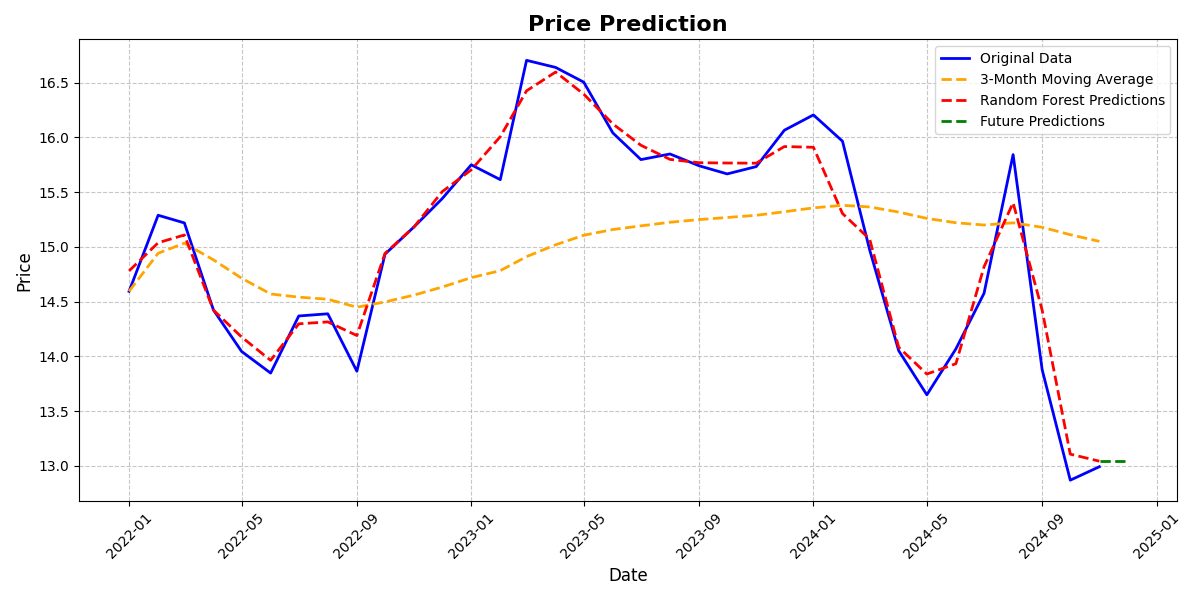 Price Prediction
Original Data
3-Month Moving Average
Random Forest Predictions
Future Predictions
Price
16.5
16.0
15.5
15.0
14.5
14.0
13.5
13.0
2022-01
2022-05
2022-09
2023-01
2023-05
2023-09
2024-01
2024-05
2024-09
2025-01
Date